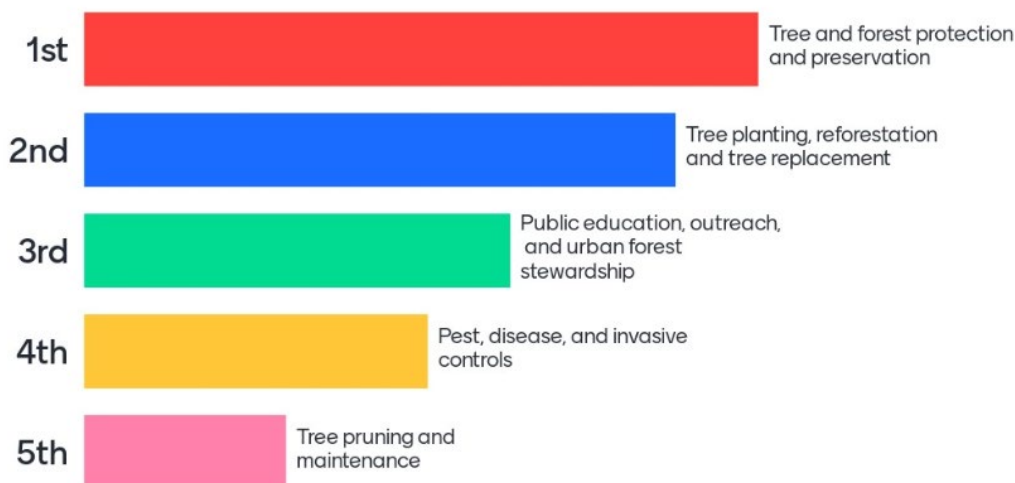 1st
Tree and forest protection
and preservation
2nd
Tree planting, reforestation
and tree replacement
3rd
Public education, outreach,
and urban forest
stewardship
4th
Pest, disease, and invasive
controls
5th
Tree pruning and
maintenance